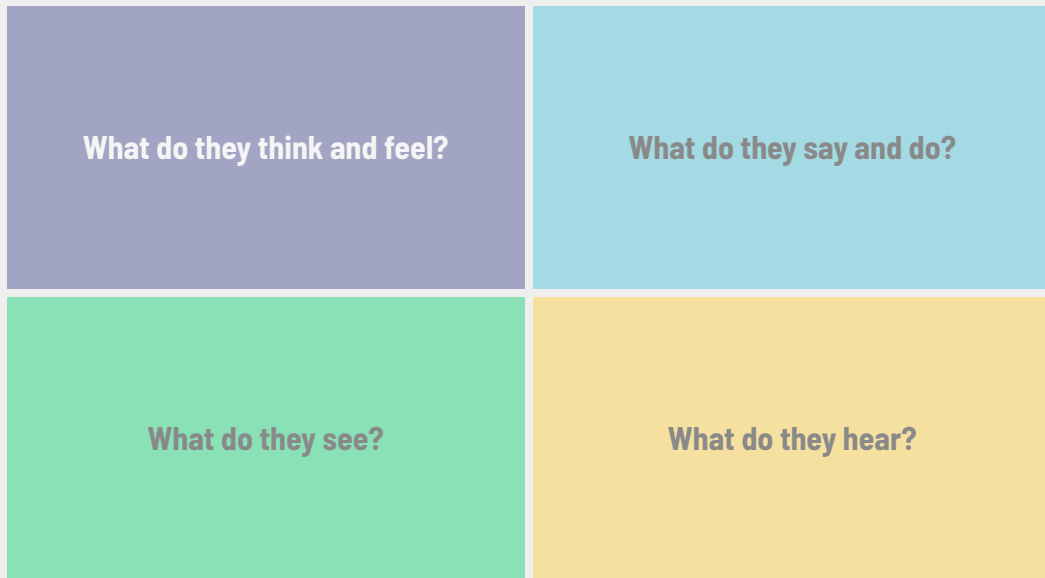 What do they think and feel?
What do they say and do?
What do they see?
What do they hear?